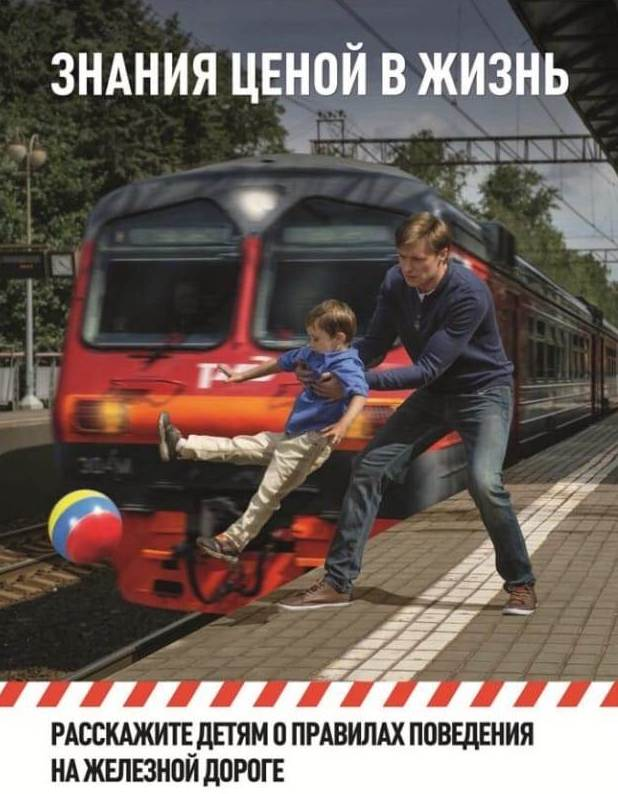 ЗНАНИЯ ЦЕНОЙ В ЖИЗНЬ
РАССКАЖИТЕ ДЕТЯМ О ПРАВИЛАХ ПОВЕДЕНИЯ
НА ЖЕЛЕЗНОЙ ДОРОГЕ